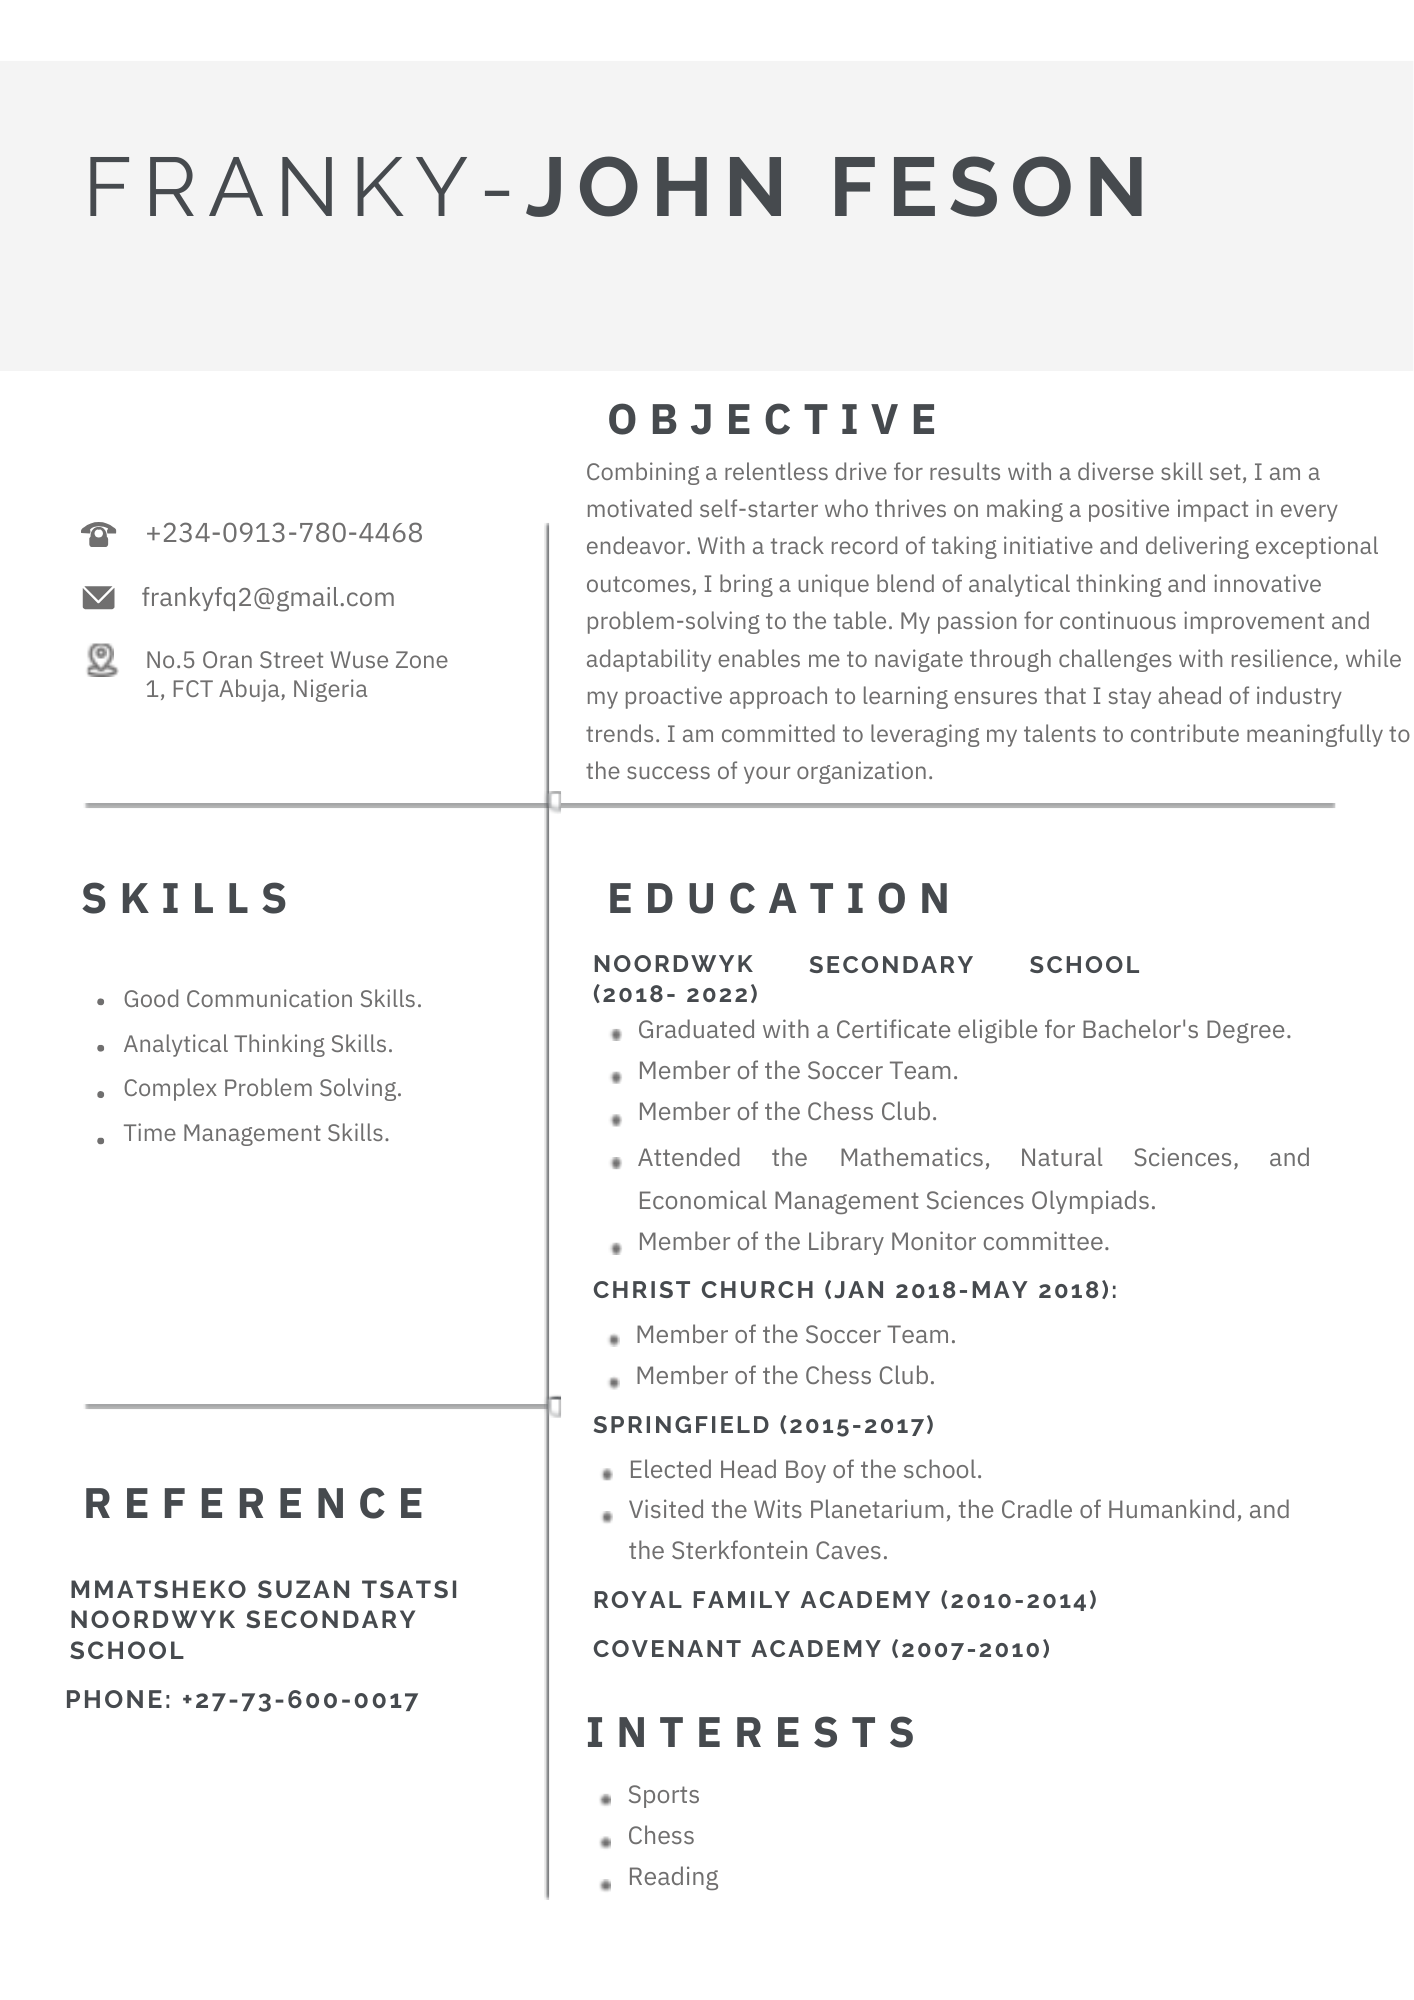 FRANKY-JOHN FESON
+234-0913-780-4468
frankyfq2@gmail.com
No.5 Oran Street Wuse Zone
1, FCT Abuja, Nigeria
OBJECTIVE
Combining a relentless drive for results with a diverse skill set, I am a
motivated self-starter who thrives on making a positive impact in every
endeavor. With a track record of taking initiative and delivering exceptional
outcomes, I bring a unique blend of analytical thinking and innovative
problem-solving to the table. My passion for continuous improvement and
adaptability enables me to navigate through challenges with resilience, while
my proactive approach to learning ensures that I stay ahead of industry
trends. I am committed to leveraging my talents to contribute meaningfully to
the success of your organization.
SKILLS
• Good Communication Skills.
• Analytical Thinking Skills.
• Complex Problem Solving.
• Time Management Skills.
REFERENCE
MMATSHEKO SUZAN TSATSI
NOORDWYK SECONDARY
SCHOOL
PHONE: +27-73-600-0017
EDUCATION
NOORDWYK SECONDARY SCHOOL
(2018- 2022)
• Graduated with a Certificate eligible for Bachelor's Degree.
• Member of the Soccer Team.
• Member of the Chess Club.
• Attended the Mathematics, Natural Sciences, and
Economical Management Sciences Olympiads.
• Member of the Library Monitor committee.
CHRIST CHURCH (JAN 2018-MAY 2018):
• Member of the Soccer Team.
• Member of the Chess Club.
SPRINGFIELD (2015-2017)
• Elected Head Boy of the school.
• Visited the Wits Planetarium, the Cradle of Humankind, and
the Sterkfontein Caves.
ROYAL FAMILY ACADEMY (2010-2014)
COVENANT ACADEMY (2007-2010)
INTERESTS
• Sports
• Chess
• Reading